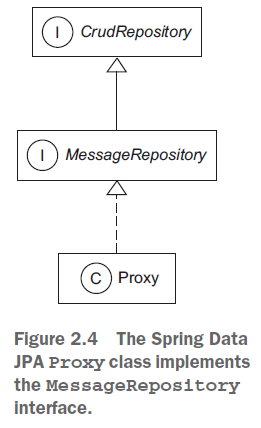 I CrudRepository
I MessageRepository
C Proxy
Figure 2.4 The Spring Data
JPA Proxy class implements
the MessageRepository
interface.